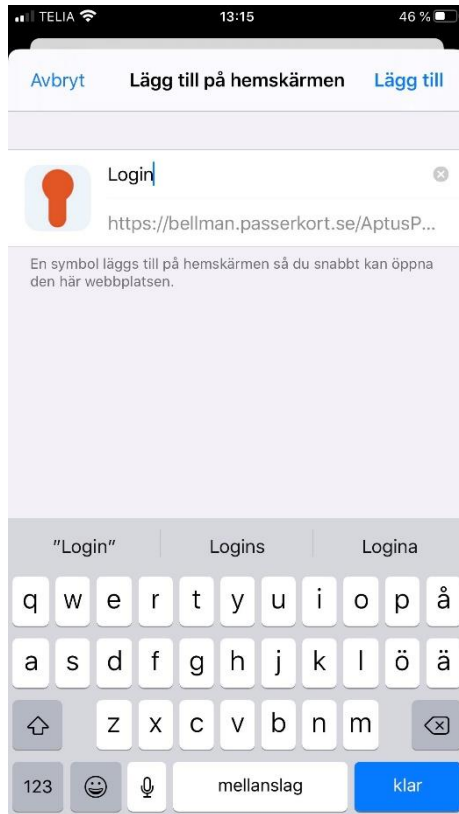 TELIA 13:15 46 %
Avbryt Lägg till på hemskärmen Lägg till
Login
https://bellman.passerkort.se/AptusP...
En symbol läggs till på hemskärmen så du snabbt kan öppna
den här webbplatsen.
"Login" Logins Logina
q w e r t y u i o p å
a s d f g h j k l ö ä
z x c v b n m
123 mellanslag klar